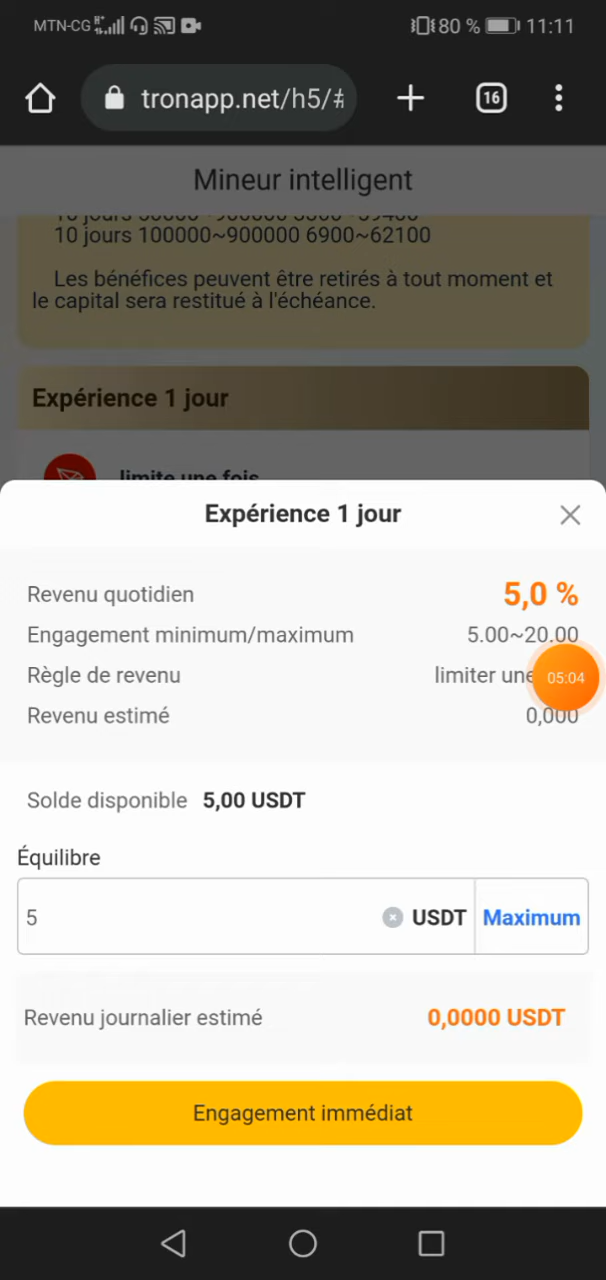 MTN-CG 80 % 11:11
tronapp.net/h5/# 16
Mineur intelligent
10 jours 100000~900000 6900~62100
Les bénéfices peuvent être retirés à tout moment et
le capital sera restitué à l'échéance.
Expérience 1 jour
limite une fois
Expérience 1 jour
Revenu quotidien 5,0 %
Engagement minimum/maximum 5.00~20.00
Règle de revenu limiter une
05:04
Revenu estimé 0,000
Solde disponible 5,00 USDT
Équilibre
5 USDT Maximum
Revenu journalier estimé 0,0000 USDT
Engagement immédiat